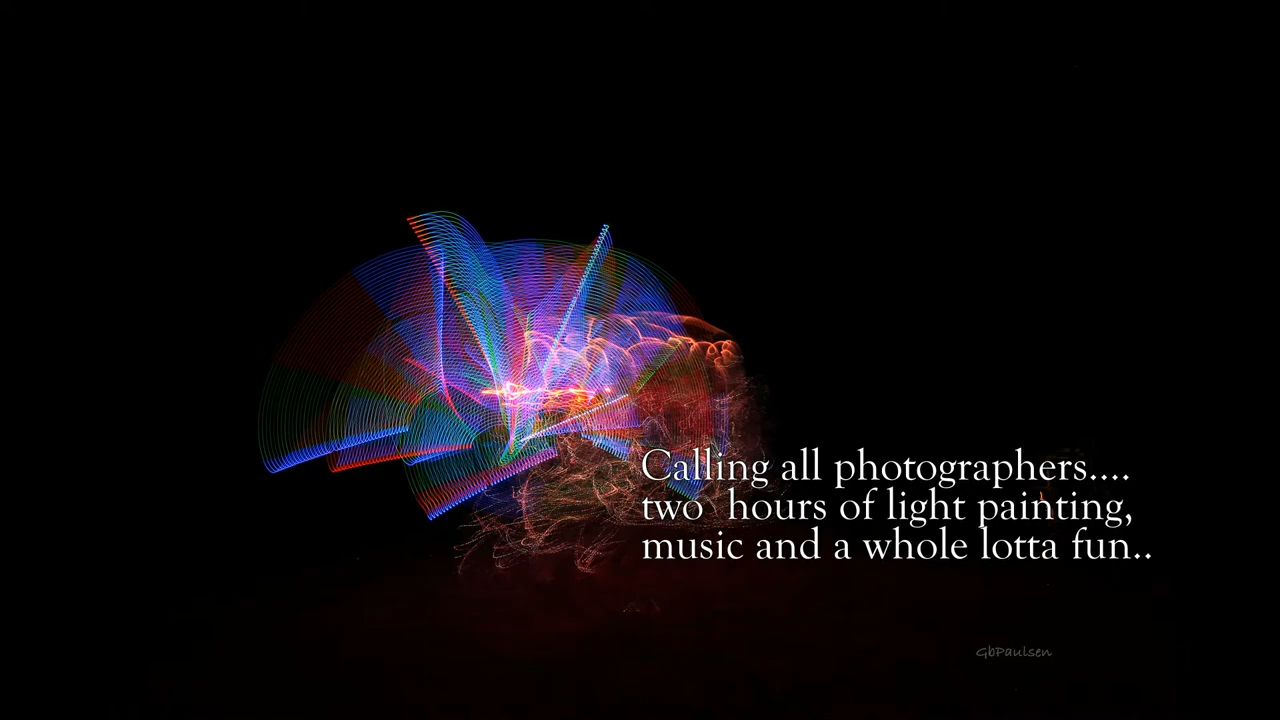 Calling all photographers....
two  hours of light painting,
music and a whole lotta fun..
GbPaulsen